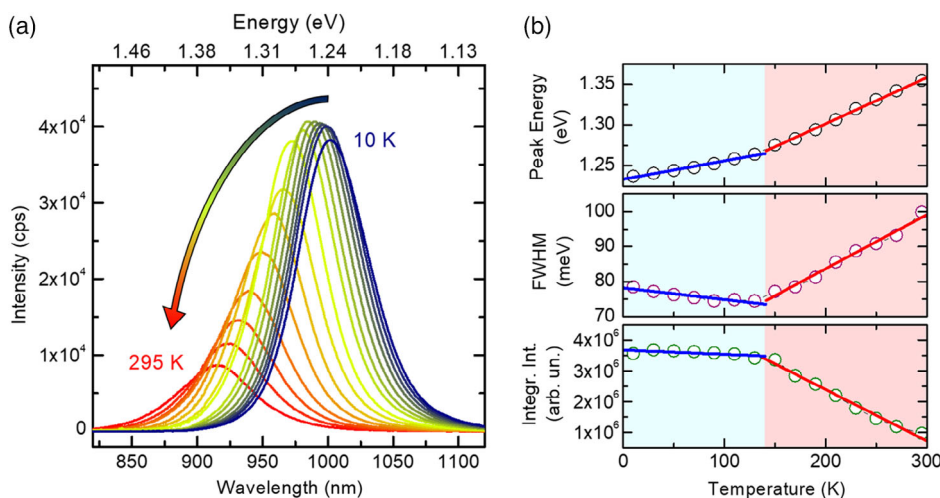 (a)
Energy (eV)
1.46 1.38 1.31 1.24 1.18 1.13
Intensity (cps)
4x10⁴
3x10⁴
2x10⁴
1x10⁴
0
10 K
295 K
850 900 950 1000 1050 1100
Wavelength (nm)
(b)
Peak Energy
(eV)
1.35
1.30
1.25
FWHM
(meV)
100
90
80
70
Integr. Int.
(arb. un.)
4x10⁶
3x10⁶
2x10⁶
1x10⁶
0 100 200 300
Temperature (K)